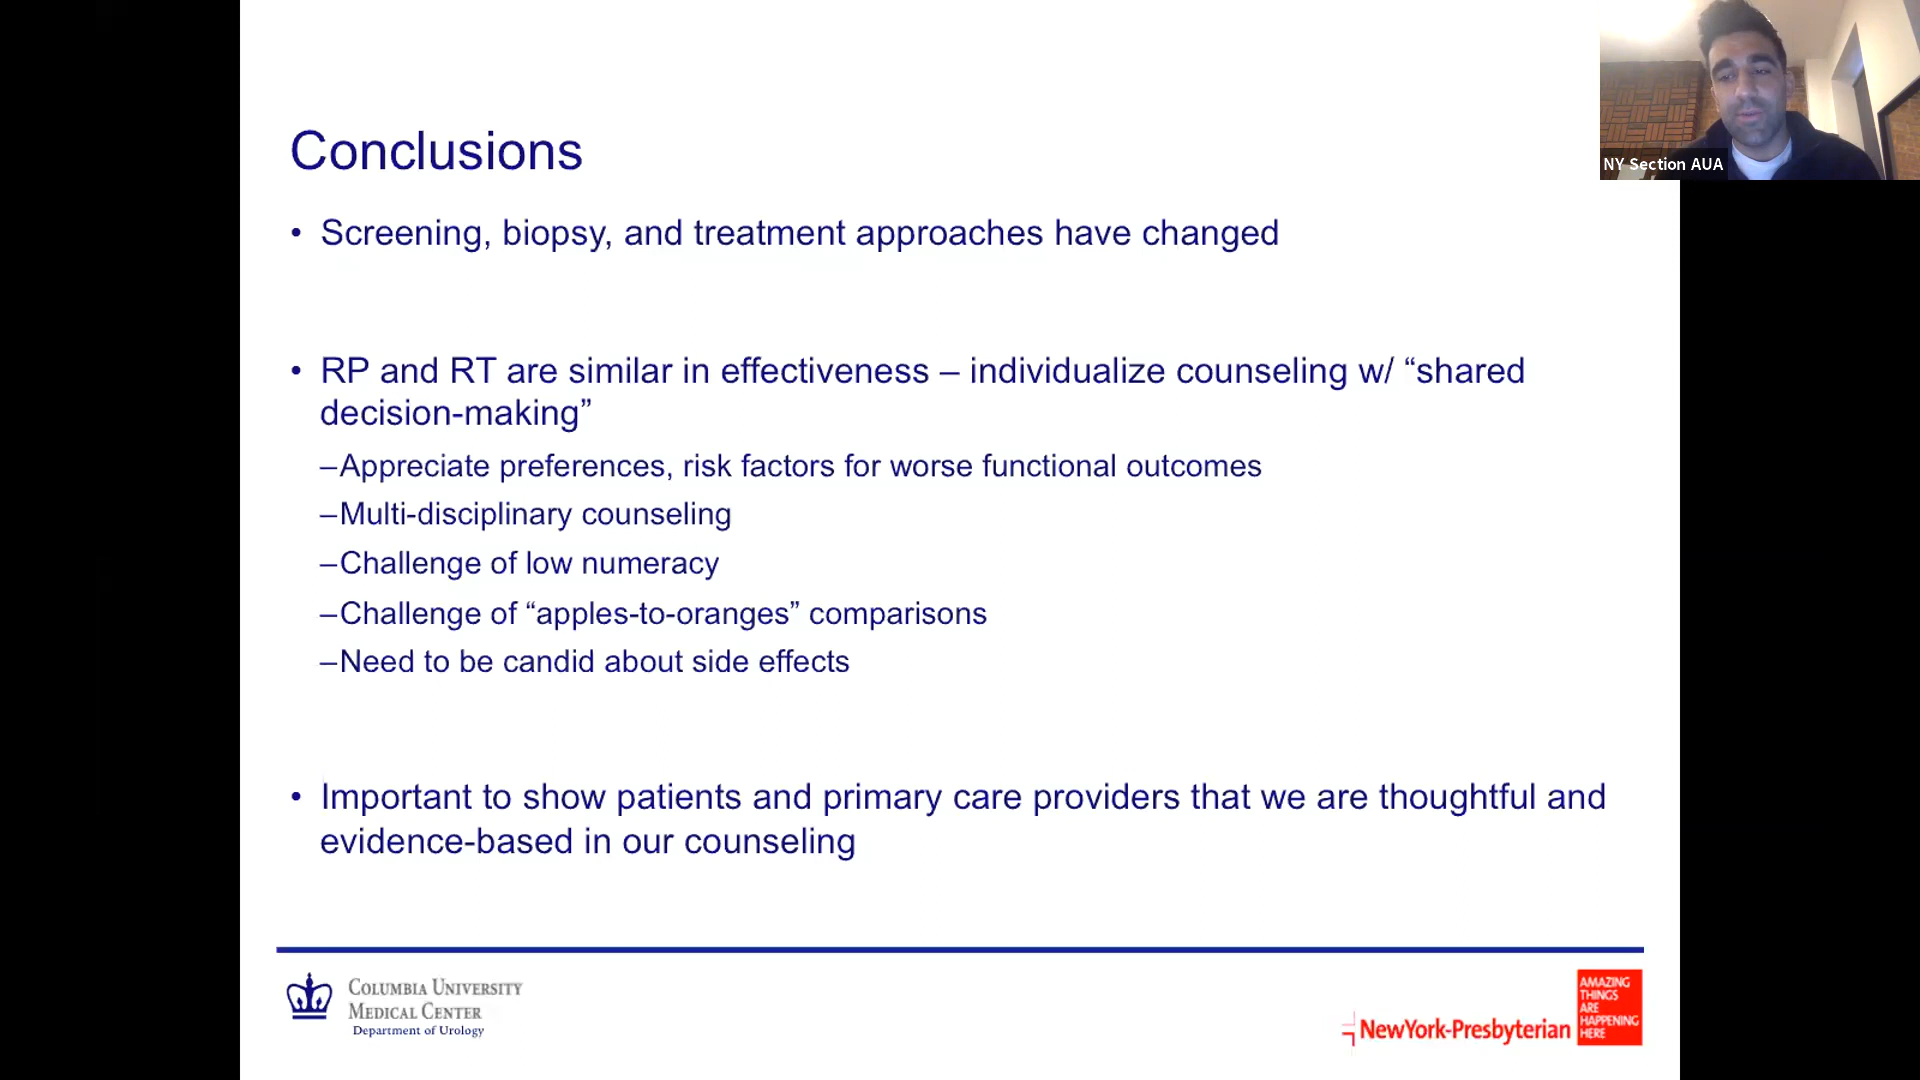 NY Section AUA
Conclusions
• Screening, biopsy, and treatment approaches have changed
• RP and RT are similar in effectiveness – individualize counseling w/ “shared
decision-making”
–Appreciate preferences, risk factors for worse functional outcomes
–Multi-disciplinary counseling
–Challenge of low numeracy
–Challenge of “apples-to-oranges” comparisons
–Need to be candid about side effects
• Important to show patients and primary care providers that we are thoughtful and
evidence-based in our counseling
COLUMBIA UNIVERSITY
MEDICAL CENTER
Department of Urology
NewYork-Presbyterian
AMAZING
THINGS
ARE
HAPPENING
HERE